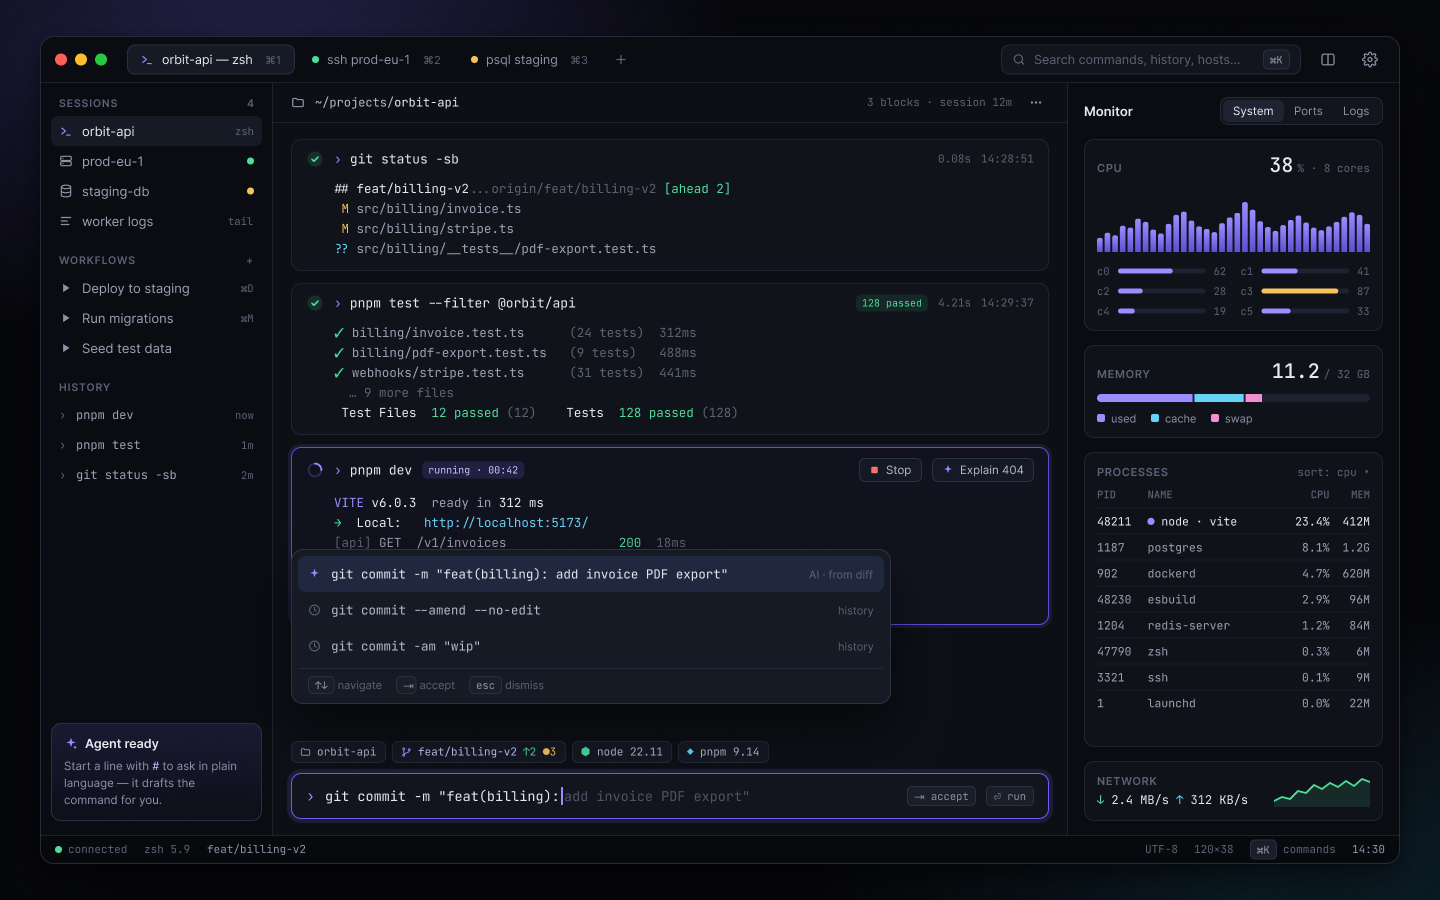 orbit-api — zsh ⌘1 ssh prod-eu-1 ⌘2 psql staging ⌘3 +
Search commands, history, hosts... ⌘K
SESSIONS 4
orbit-api zsh
prod-eu-1
staging-db
worker logs tail
WORKFLOWS +
Deploy to staging ⌘D
Run migrations ⌘M
Seed test data
HISTORY
› pnpm dev now
› pnpm test 1m
› git status -sb 2m
Agent ready
Start a line with # to ask in plain
language — it drafts the
command for you.
~/projects/orbit-api 3 blocks · session 12m ···
› git status -sb 0.08s 14:28:51
## feat/billing-v2...origin/feat/billing-v2 [ahead 2]
M src/billing/invoice.ts
M src/billing/stripe.ts
?? src/billing/__tests__/pdf-export.test.ts
› pnpm test --filter @orbit/api 128 passed 4.21s 14:29:37
✓ billing/invoice.test.ts (24 tests) 312ms
✓ billing/pdf-export.test.ts (9 tests) 488ms
✓ webhooks/stripe.test.ts (31 tests) 441ms
… 9 more files
Test Files 12 passed (12) Tests 128 passed (128)
› pnpm dev running · 00:42 Stop Explain 404
VITE v6.0.3 ready in 312 ms
→ Local: http://localhost:5173/
[api] GET /v1/invoices 200 18ms
git commit -m "feat(billing): add invoice PDF export" AI · from diff
git commit --amend --no-edit history
git commit -am "wip" history
↑↓ navigate ⇥ accept esc dismiss
orbit-api feat/billing-v2 ↑2 ●3 node 22.11 pnpm 9.14
› git commit -m "feat(billing): add invoice PDF export" ⇥ accept ⏎ run
Monitor System Ports Logs
CPU 38 % · 8 cores
c0 62 c1 41
c2 28 c3 87
c4 19 c5 33
MEMORY 11.2 / 32 GB
used cache swap
PROCESSES sort: cpu ▾
PID NAME CPU MEM
48211 node · vite 23.4% 412M
1187 postgres 8.1% 1.2G
902 dockerd 4.7% 620M
48230 esbuild 2.9% 96M
1204 redis-server 1.2% 84M
47790 zsh 0.3% 6M
3321 ssh 0.1% 9M
1 launchd 0.0% 22M
NETWORK
↓ 2.4 MB/s ↑ 312 KB/s
connected zsh 5.9 feat/billing-v2 UTF-8 120×38 ⌘K commands 14:30